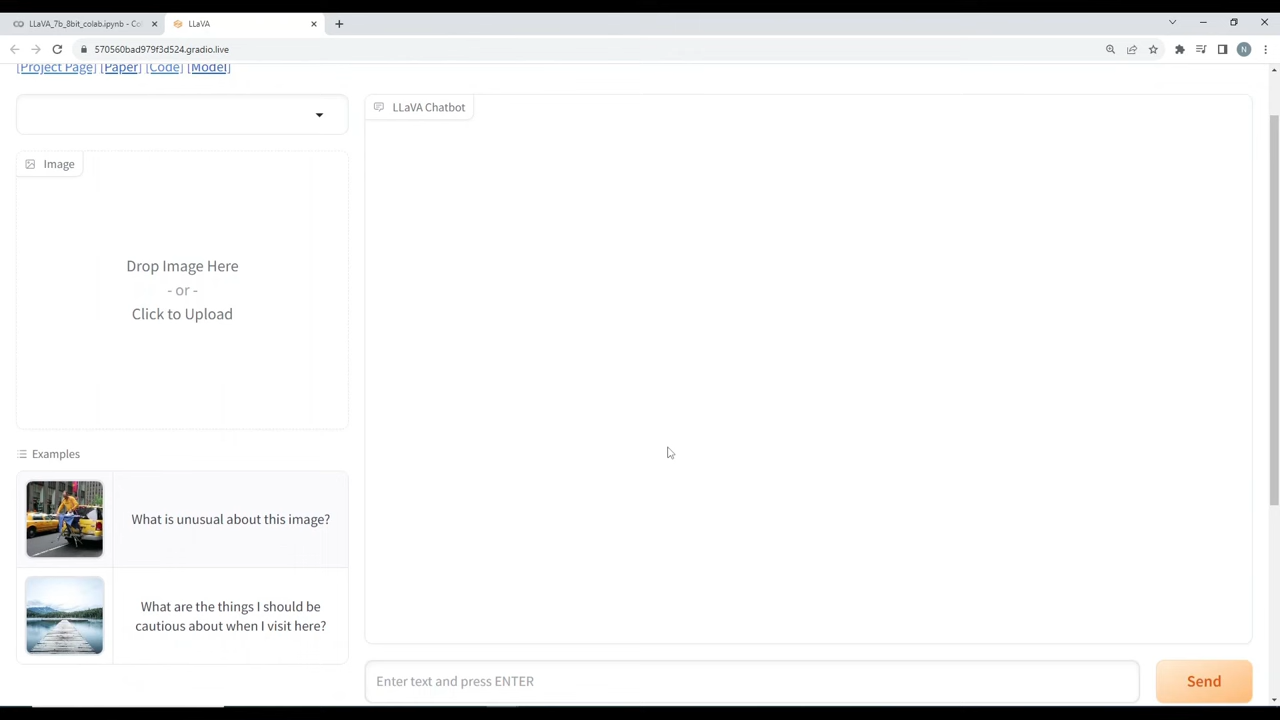 LLaVA_7b_8bit_colab.ipynb - Co
LLaVA
570560bad979f3d524.gradio.live
N
[Project Page] [Paper] [Code] [Model]
LLaVA Chatbot
Image
Drop Image Here
- or -
Click to Upload
Examples
What is unusual about this image?
What are the things I should be
cautious about when I visit here?
Enter text and press ENTER
Send